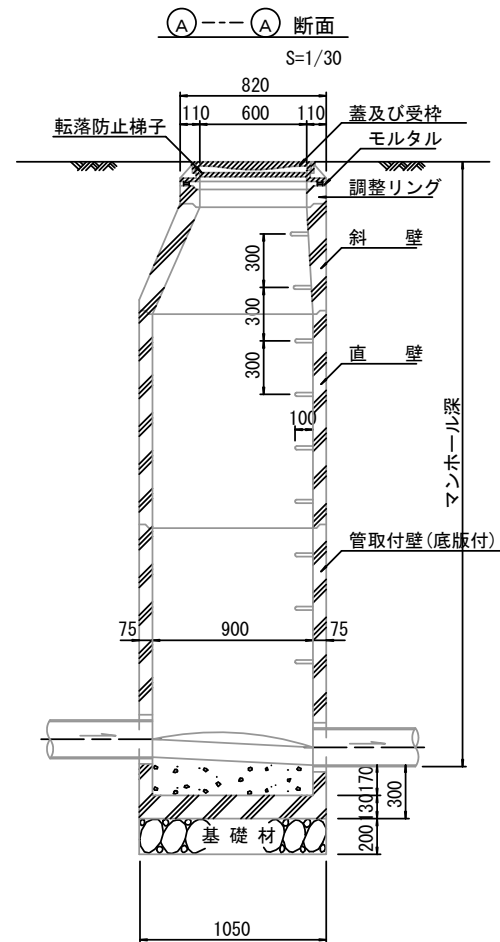 Ⓐ---Ⓐ 断面
S=1/30
820
110 600 110
転落防止梯子
蓋及び受枠
モルタル
調整リング
斜 壁
300
300
直 壁
300
100
マンホール深
管取付壁(底版付)
75 900 75
170
300
130
基礎材
200
1050